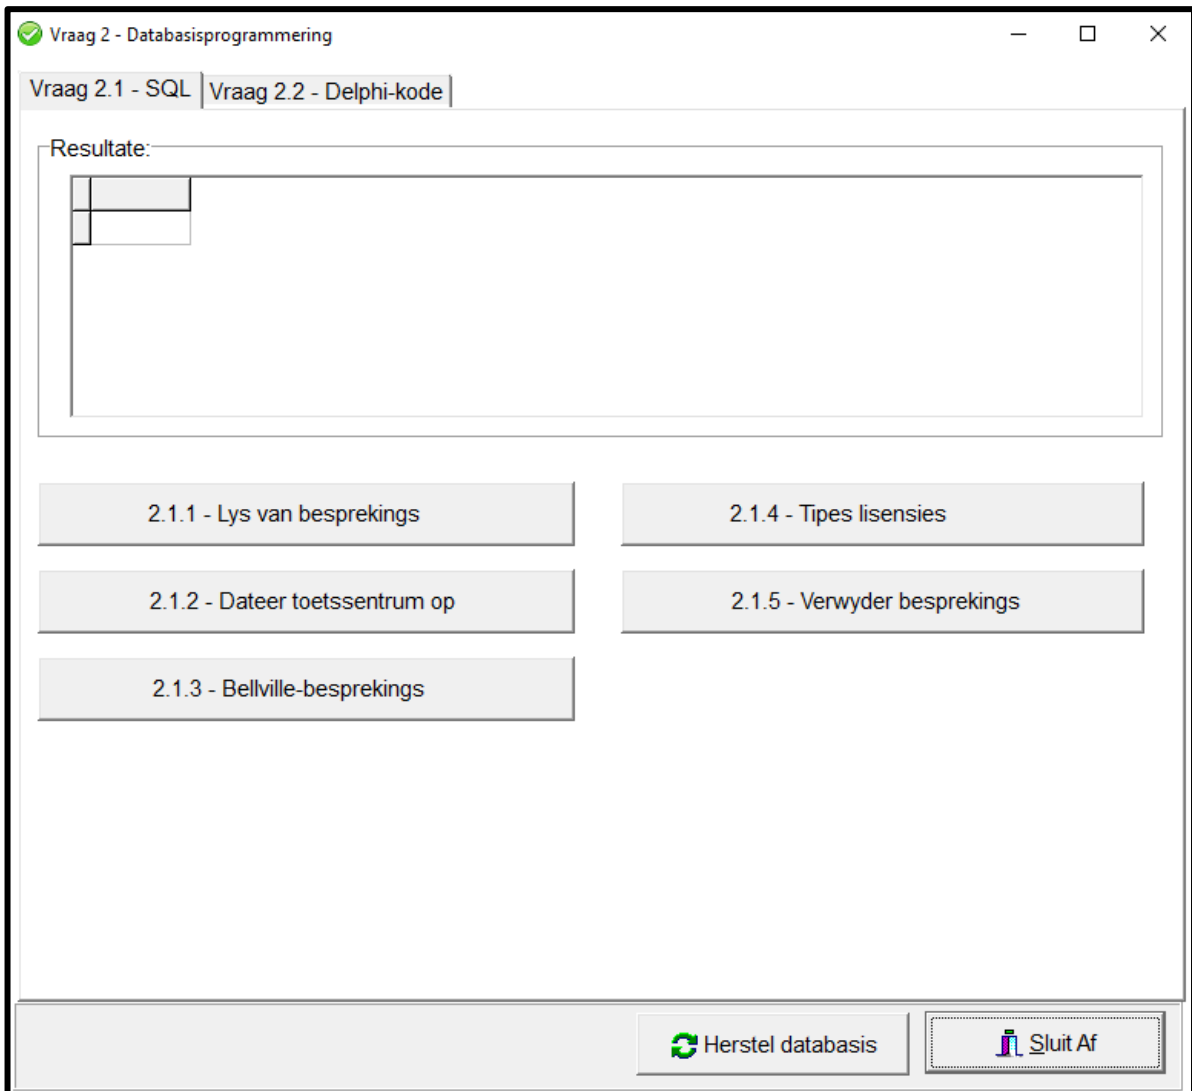 Vraag 2 - Databasisprogrammering
Vraag 2.1 - SQL
Vraag 2.2 - Delphi-kode
Resultate:
2.1.1 - Lys van besprekings
2.1.4 - Tipes lisensies
2.1.2 - Dateer toetssentrum op
2.1.5 - Verwyder besprekings
2.1.3 - Bellville-besprekings
Herstel databasis
Sluit Af